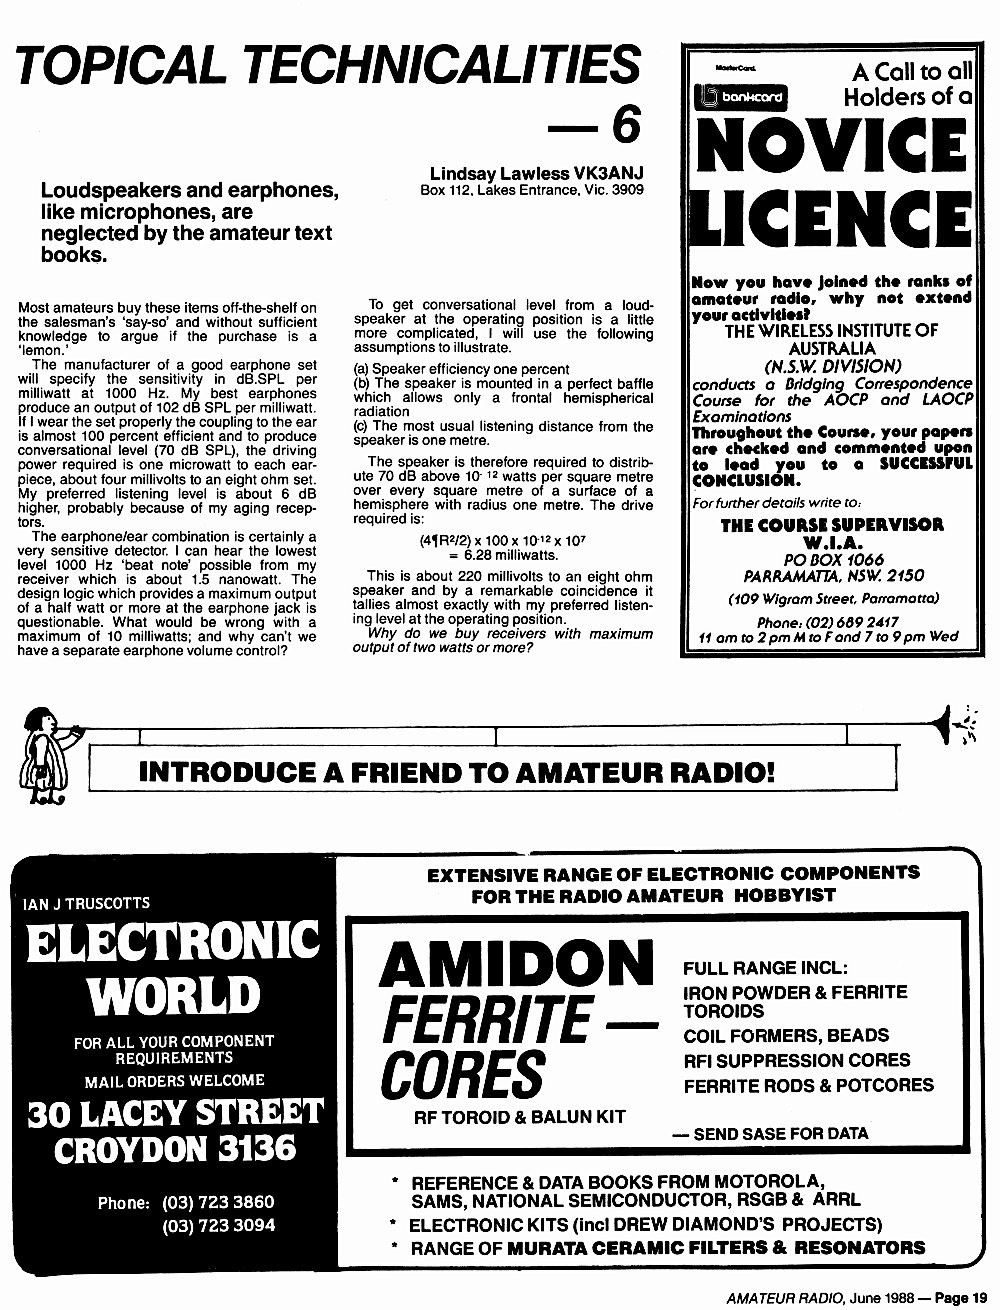 TOPICAL TECHNICALITIES
— 6
Lindsay Lawless VK3ANJ
Box 112, Lakes Entrance, Vic. 3909
Loudspeakers and earphones,
like microphones, are
neglected by the amateur text
books.
Most amateurs buy these items off-the-shelf on
the salesman's 'say-so' and without sufficient
knowledge to argue if the purchase is a
'lemon.'
The manufacturer of a good earphone set
will specify the sensitivity in dB.SPL per
milliwatt at 1000 Hz. My best earphones
produce an output of 102 dB SPL per milliwatt.
If I wear the set properly the coupling to the ear
is almost 100 percent efficient and to produce
conversational level (70 dB SPL), the driving
power required is one microwatt to each ear-
piece, about four millivolts to an eight ohm set.
My preferred listening level is about 6 dB
higher, probably because of my aging recep-
tors.
The earphone/ear combination is certainly a
very sensitive detector. I can hear the lowest
level 1000 Hz 'beat note' possible from my
receiver which is about 1.5 nanowatt. The
design logic which provides a maximum output
of a half watt or more at the earphone jack is
questionable. What would be wrong with a
maximum of 10 milliwatts; and why can't we
have a separate earphone volume control?
To get conversational level from a loud-
speaker at the operating position is a little
more complicated, I will use the following
assumptions to illustrate.
(a) Speaker efficiency one percent
(b) The speaker is mounted in a perfect baffle
which allows only a frontal hemispherical
radiation
(c) The most usual listening distance from the
speaker is one metre.
The speaker is therefore required to distrib-
ute 70 dB above 10⁻¹² watts per square metre
over every square metre of a surface of a
hemisphere with radius one metre. The drive
required is:
(4¶R²/2) x 100 x 10⁻¹² x 10⁷
= 6.28 milliwatts.
This is about 220 millivolts to an eight ohm
speaker and by a remarkable coincidence it
tallies almost exactly with my preferred listen-
ing level at the operating position.
Why do we buy receivers with maximum
output of two watts or more?
MasterCard.
bankcard
A Call to all
Holders of a
NOVICE
LICENCE
Now you have joined the ranks of
amateur radio, why not extend
your activities?
THE WIRELESS INSTITUTE OF
AUSTRALIA
(N.S.W. DIVISION)
conducts a Bridging Correspondence
Course for the AOCP and LAOCP
Examinations
Throughout the Course, your papers
are checked and commented upon
to lead you to a SUCCESSFUL
CONCLUSION.
For further details write to:
THE COURSE SUPERVISOR
W.I.A.
PO BOX 1066
PARRAMATTA, NSW. 2150
(109 Wigram Street, Parramatta)
Phone: (02) 689 2417
11 am to 2 pm M to F and 7 to 9 pm Wed
INTRODUCE A FRIEND TO AMATEUR RADIO!
IAN J TRUSCOTTS
ELECTRONIC
WORLD
FOR ALL YOUR COMPONENT
REQUIREMENTS
MAIL ORDERS WELCOME
30 LACEY STREET
CROYDON 3136
Phone: (03) 723 3860
(03) 723 3094
EXTENSIVE RANGE OF ELECTRONIC COMPONENTS
FOR THE RADIO AMATEUR HOBBYIST
AMIDON
FERRITE —
CORES
RF TOROID & BALUN KIT
FULL RANGE INCL:
IRON POWDER & FERRITE
TOROIDS
COIL FORMERS, BEADS
RFI SUPPRESSION CORES
FERRITE RODS & POTCORES
— SEND SASE FOR DATA
* REFERENCE & DATA BOOKS FROM MOTOROLA,
SAMS, NATIONAL SEMICONDUCTOR, RSGB & ARRL
* ELECTRONIC KITS (incl DREW DIAMOND'S PROJECTS)
* RANGE OF MURATA CERAMIC FILTERS & RESONATORS
AMATEUR RADIO, June 1988 — Page 19